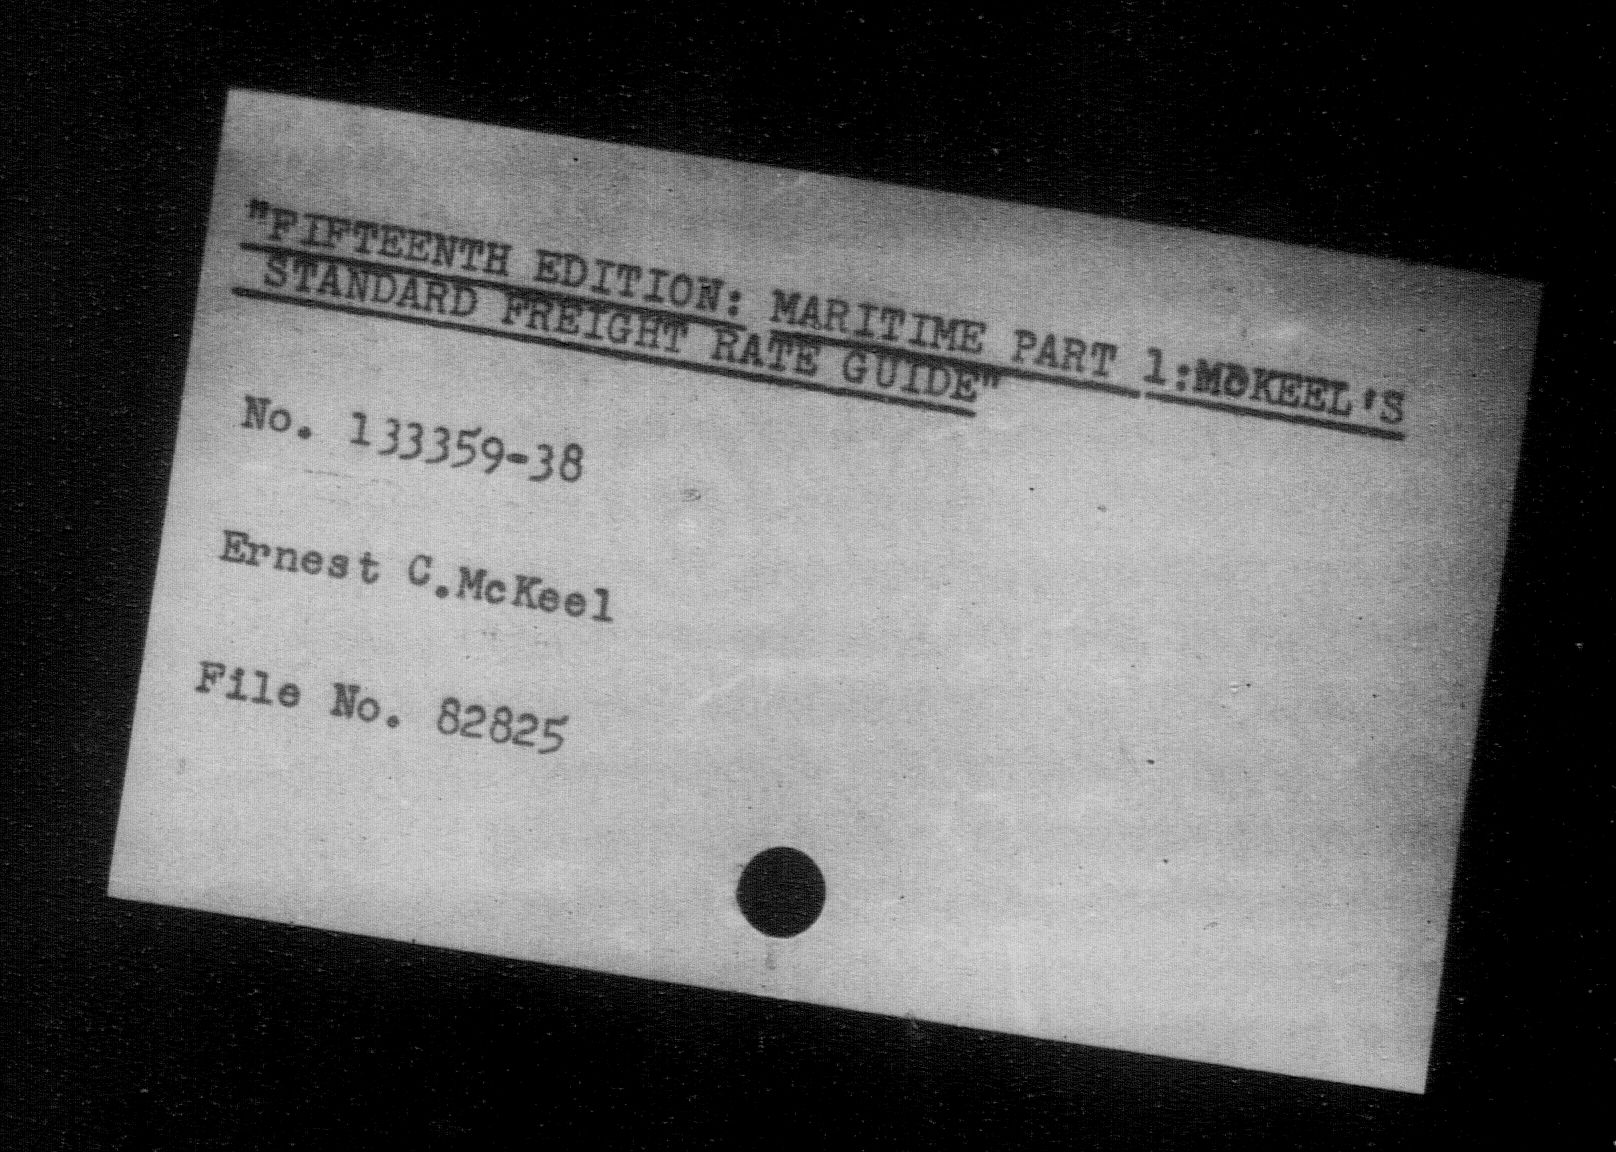 "FIFTEENTH EDITION: MARITIME PART 1:McKEEL'S
STANDARD FREIGHT RATE GUIDE"
No. 133359-38
Ernest C.McKeel
File No. 82825